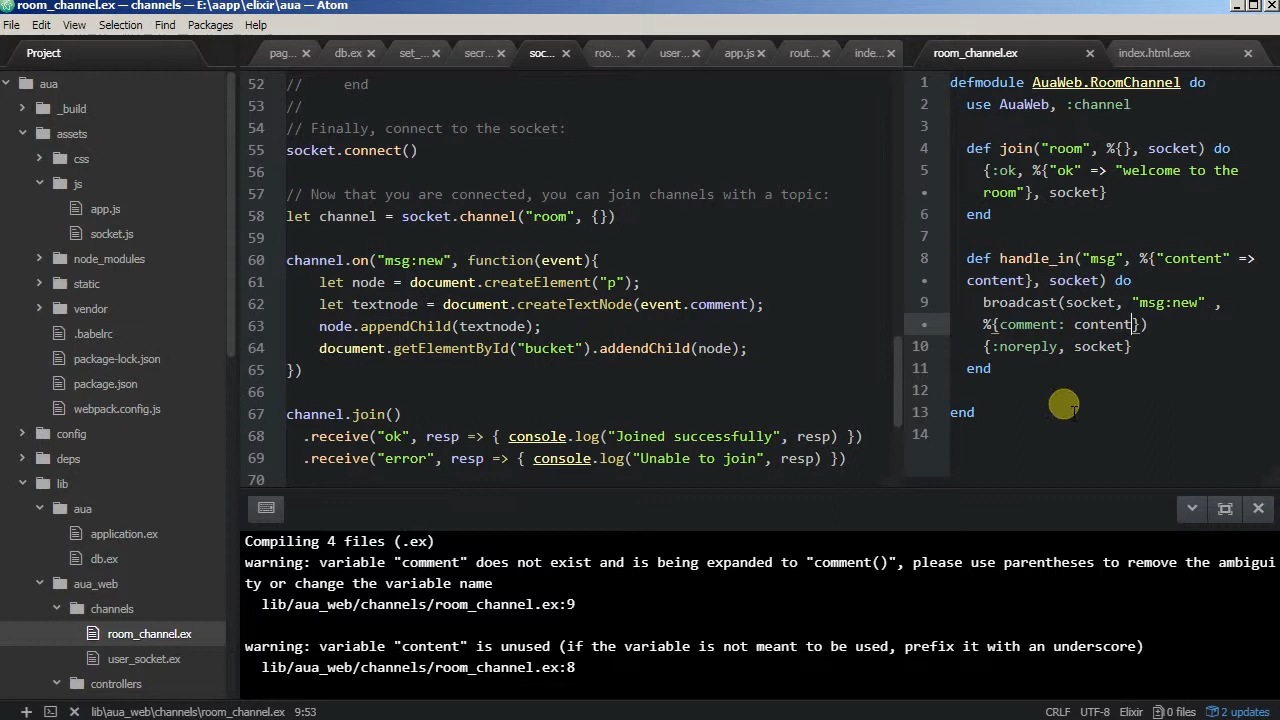 room_channel.ex — channels — E:\aapp\elixir\aua — Atom
File Edit View Selection Find Packages Help
Project
aua
_build
assets
css
js
app.js
socket.js
node_modules
static
vendor
.babelrc
package-lock.json
package.json
webpack.config.js
config
deps
lib
aua
application.ex
db.ex
aua_web
channels
room_channel.ex
user_socket.ex
controllers
pag... db.ex set_... secr... soc... roo... user... app.js rout... inde...
52 // end
53 //
54 // Finally, connect to the socket:
55 socket.connect()
56
57 // Now that you are connected, you can join channels with a topic:
58 let channel = socket.channel("room", {})
59
60 channel.on("msg:new", function(event){
61 let node = document.createElement("p");
62 let textnode = document.createTextNode(event.comment);
63 node.appendChild(textnode);
64 document.getElementById("bucket").addendChild(node);
65 })
66
67 channel.join()
68 .receive("ok", resp => { console.log("Joined successfully", resp) })
69 .receive("error", resp => { console.log("Unable to join", resp) })
70
room_channel.ex index.html.eex
1 defmodule AuaWeb.RoomChannel do
2 use AuaWeb, :channel
3
4 def join("room", %{}, socket) do
5 {:ok, %{"ok" => "welcome to the
• room"}, socket}
6 end
7
8 def handle_in("msg", %{"content" =>
• content}, socket) do
9 broadcast(socket, "msg:new" ,
• %{comment: content})
10 {:noreply, socket}
11 end
12
13 end
14
Compiling 4 files (.ex)
warning: variable "comment" does not exist and is being expanded to "comment()", please use parentheses to remove the ambigui
ty or change the variable name
lib/aua_web/channels/room_channel.ex:9
warning: variable "content" is unused (if the variable is not meant to be used, prefix it with an underscore)
lib/aua_web/channels/room_channel.ex:8
lib\aua_web\channels\room_channel.ex 9:53 CRLF UTF-8 Elixir 0 files 2 updates